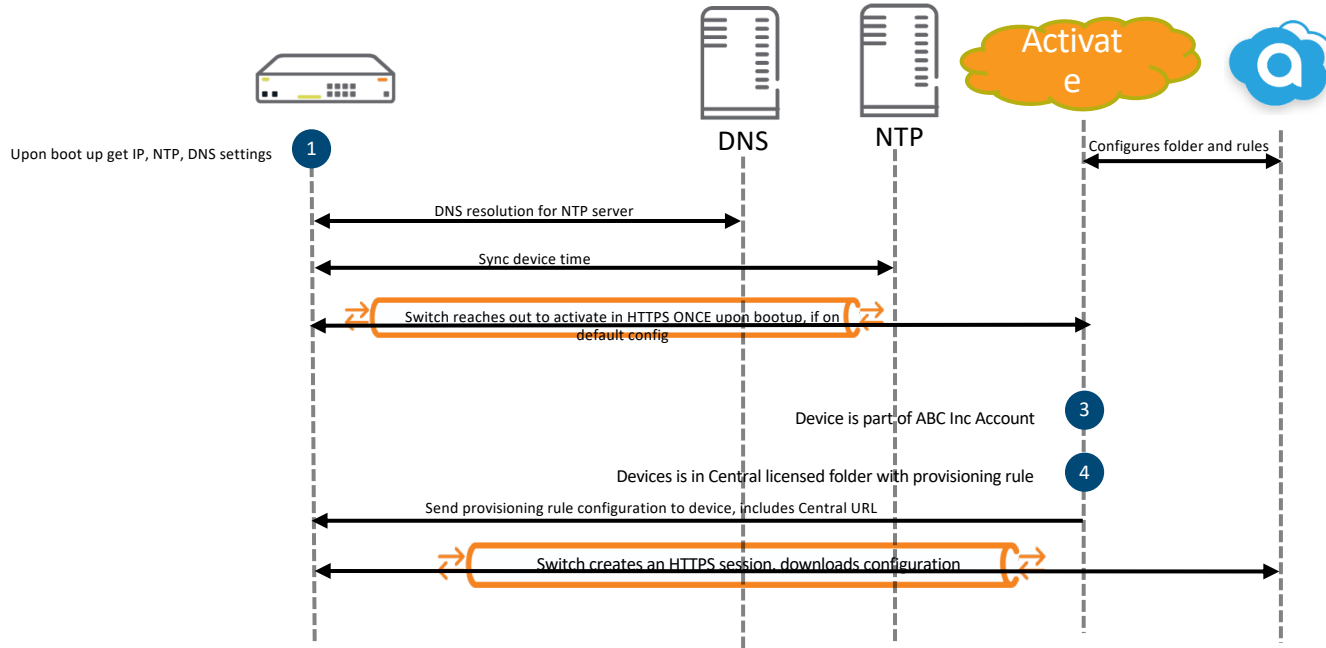 Activat
e
DNS
NTP
Upon boot up get IP, NTP, DNS settings
1
Configures folder and rules
DNS resolution for NTP server
Sync device time
Switch reaches out to activate in HTTPS ONCE upon bootup, if on
default config
Device is part of ABC Inc Account
3
Devices is in Central licensed folder with provisioning rule
4
Send provisioning rule configuration to device, includes Central URL
Switch creates an HTTPS session, downloads configuration